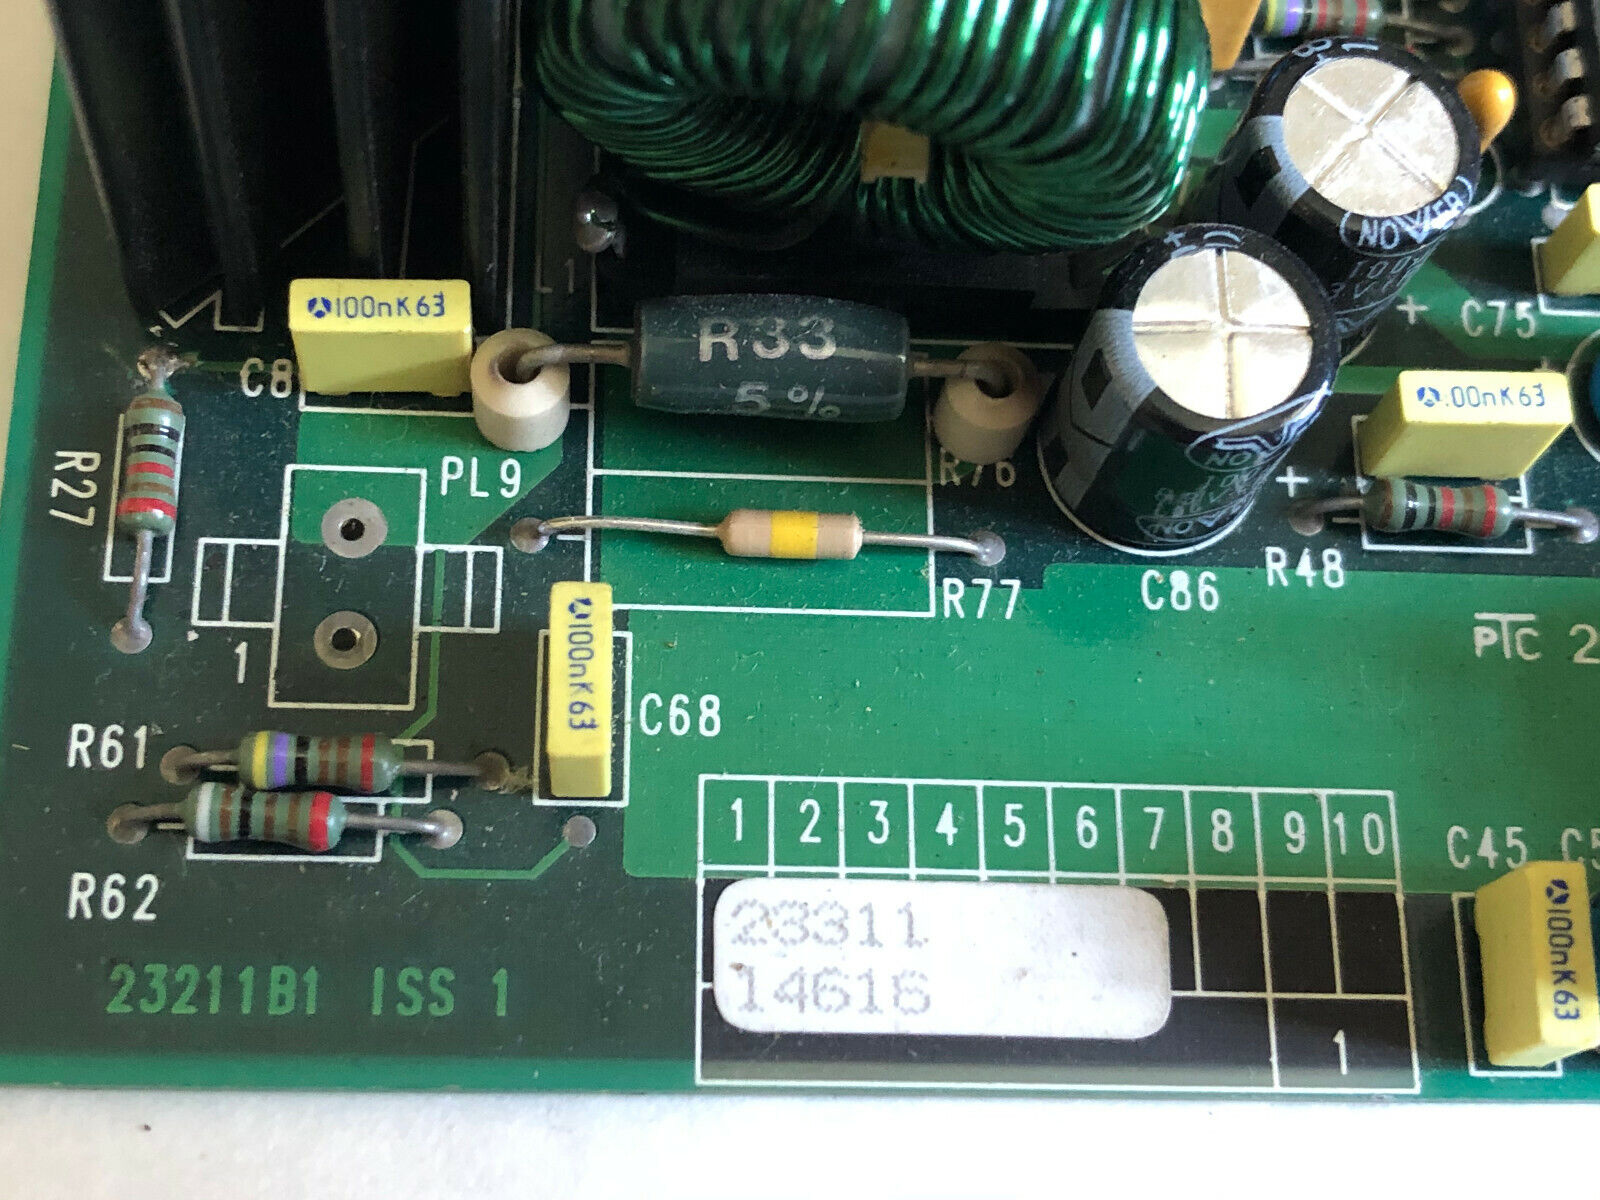 100nK63
C8
R33
5%
R76
PL9
R27
1
R77
C86
+
NOVER
+
C75
.00nK63
R48
PTC 2
100nK63
C68
R61
R62
23211B1 ISS 1
1 2 3 4 5 6 7 8 9 10
23311
14616
1
C45
100nK63